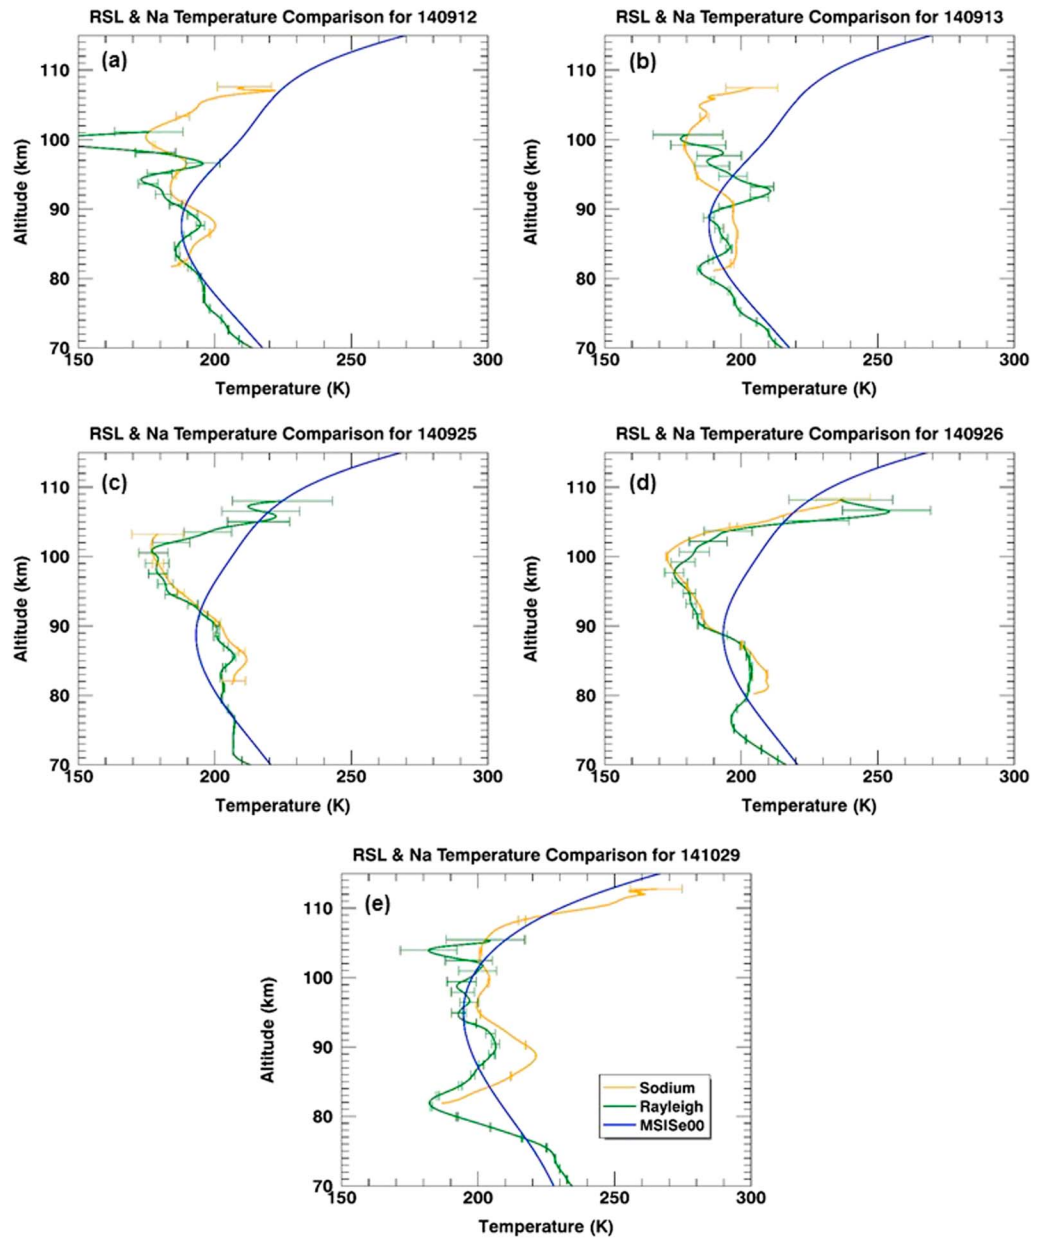 RSL & Na Temperature Comparison for 140912
(a)
110
100
90
80
70
150 200 250 300
Altitude (km)
Temperature (K)
RSL & Na Temperature Comparison for 140913
(b)
110
100
90
80
70
150 200 250 300
Altitude (km)
Temperature (K)
RSL & Na Temperature Comparison for 140925
(c)
110
100
90
80
70
150 200 250 300
Altitude (km)
Temperature (K)
RSL & Na Temperature Comparison for 140926
(d)
110
100
90
80
70
150 200 250 300
Altitude (km)
Temperature (K)
RSL & Na Temperature Comparison for 141029
(e)
110
100
90
80
70
150 200 250 300
Altitude (km)
Temperature (K)
Sodium
Rayleigh
MSISe00